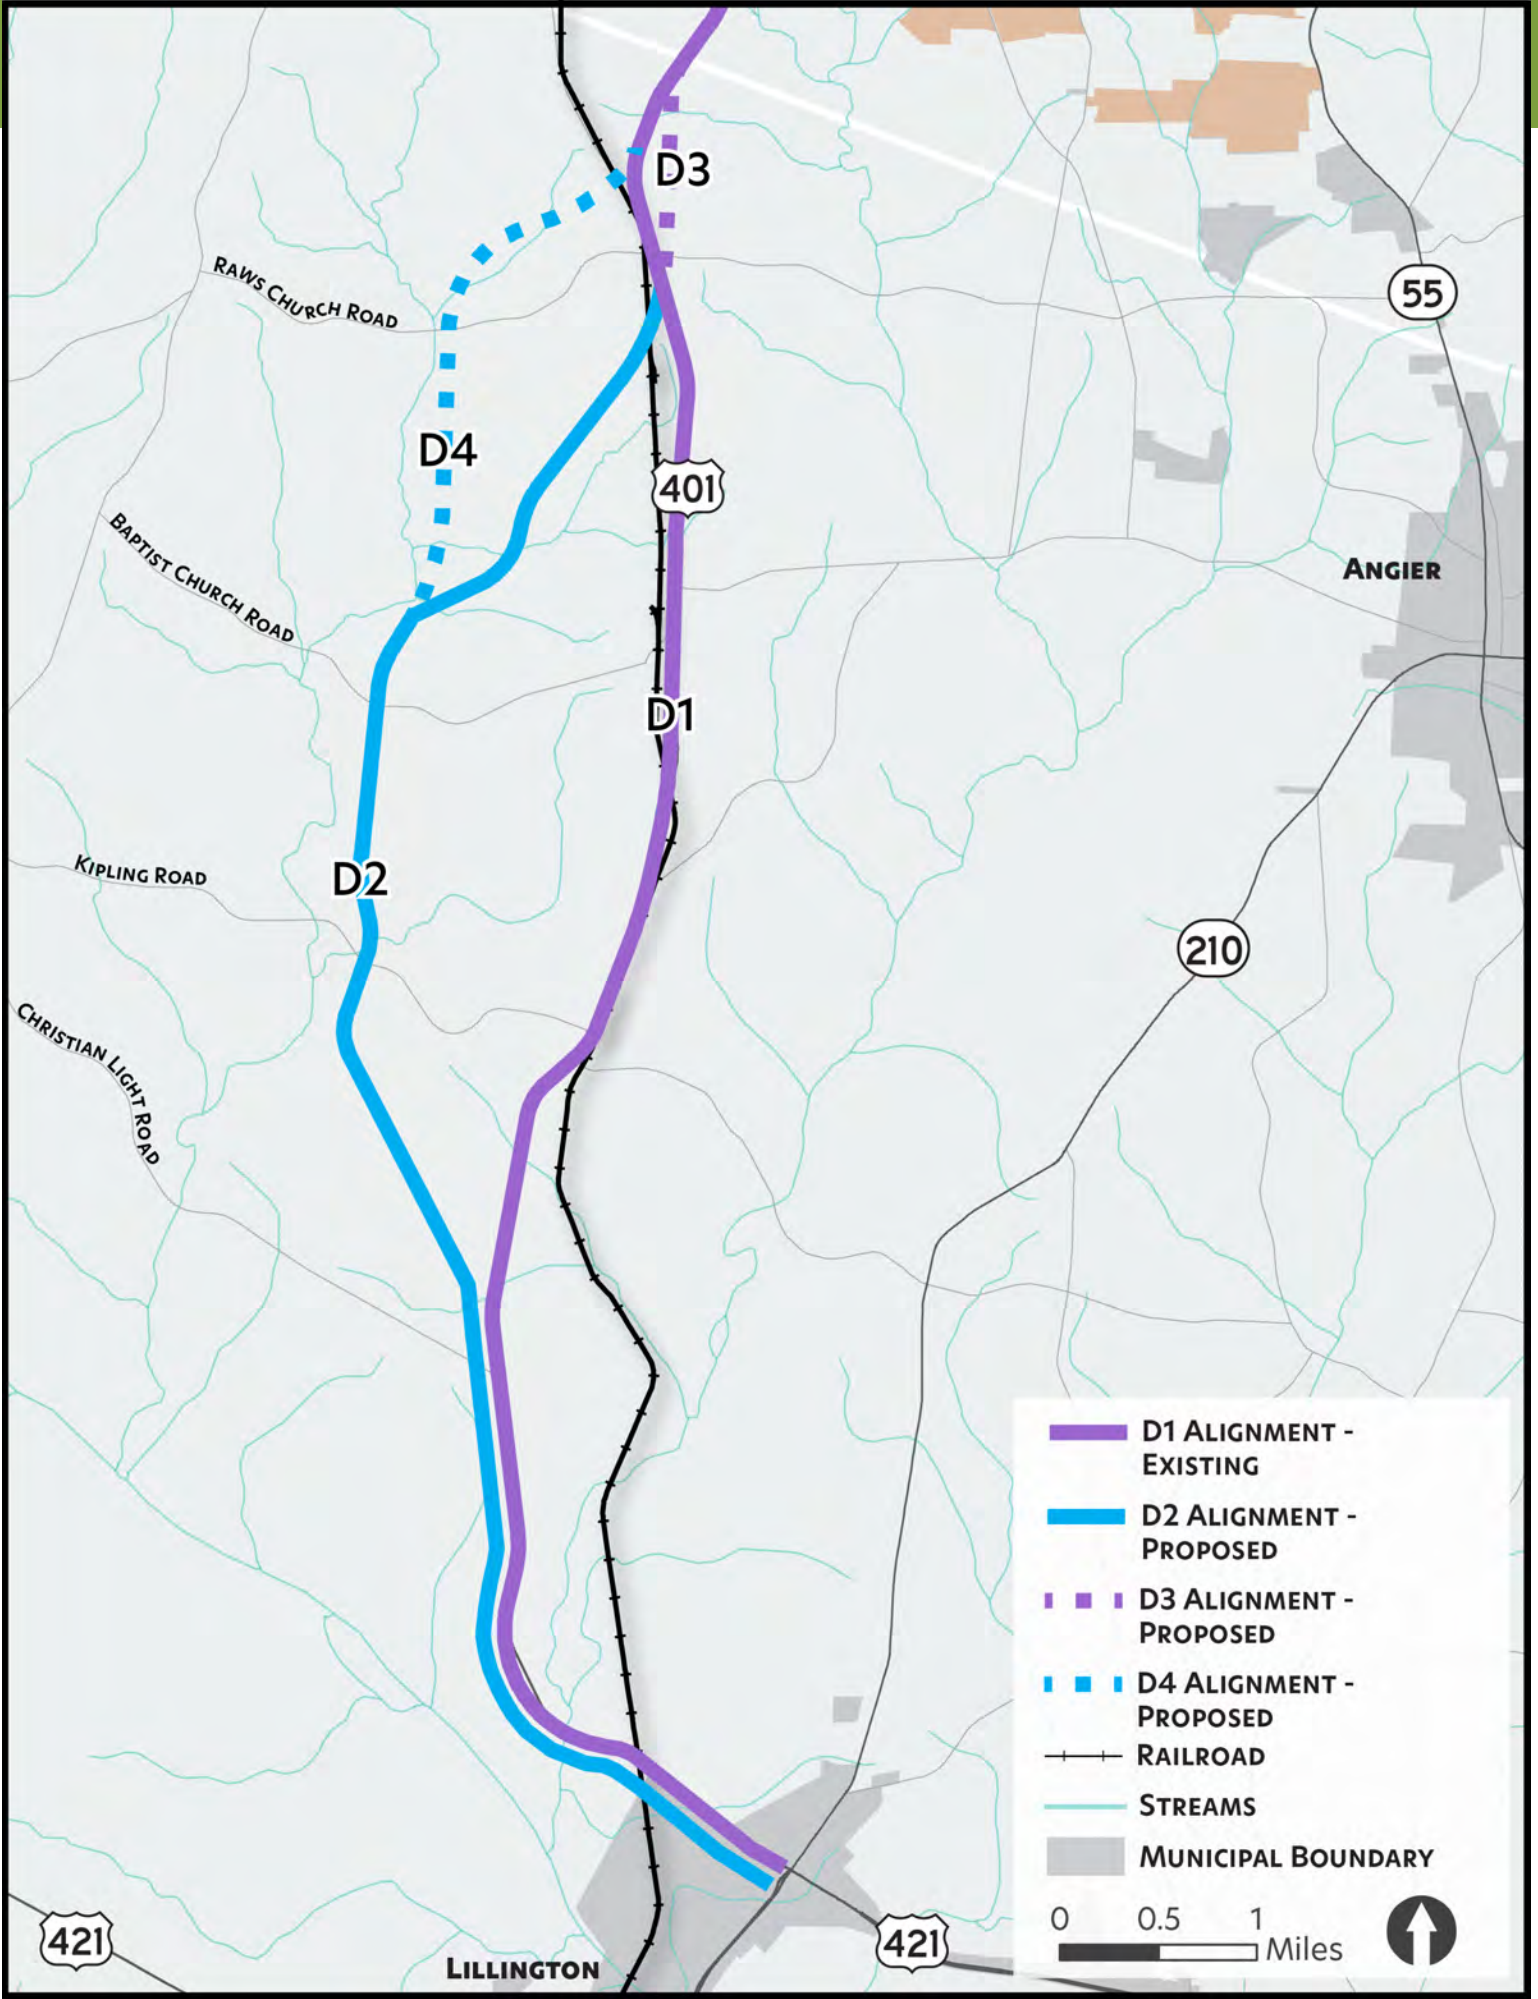 D3
RAWS CHURCH ROAD
55
D4
401
BAPTIST CHURCH ROAD
ANGIER
D1
KIPLING ROAD
D2
210
CHRISTIAN LIGHT ROAD
D1 ALIGNMENT -
EXISTING
D2 ALIGNMENT -
PROPOSED
D3 ALIGNMENT -
PROPOSED
D4 ALIGNMENT -
PROPOSED
RAILROAD
STREAMS
MUNICIPAL BOUNDARY
0 0.5 1
Miles
421
421
LILLINGTON